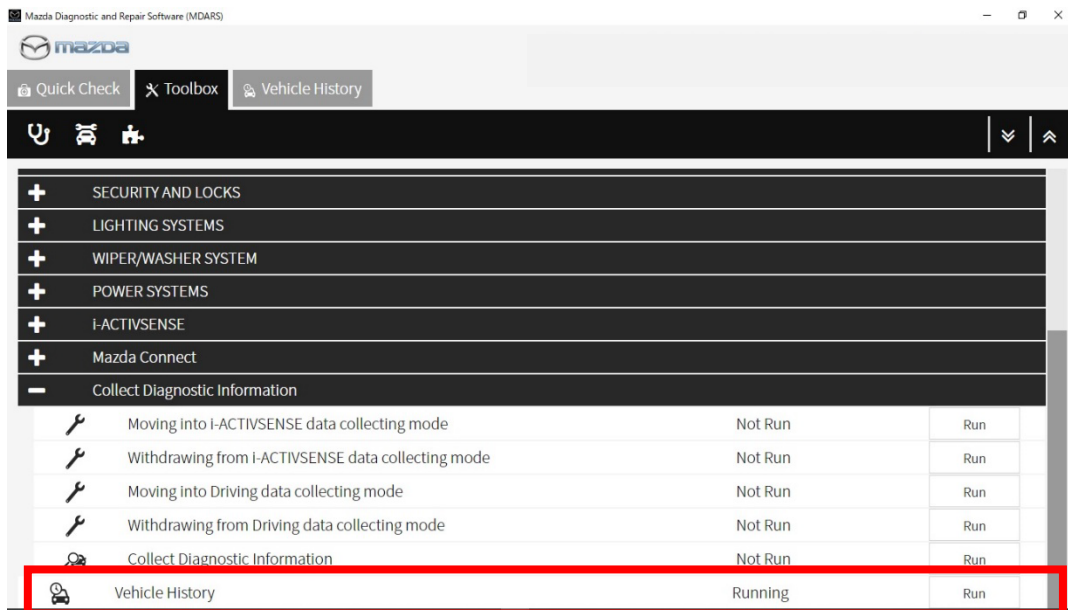 Mazda Diagnostic and Repair Software (MDARS)
mazDa
Quick Check Toolbox Vehicle History
SECURITY AND LOCKS
LIGHTING SYSTEMS
WIPER/WASHER SYSTEM
POWER SYSTEMS
i-ACTIVSENSE
Mazda Connect
Collect Diagnostic Information
Moving into i-ACTIVSENSE data collecting mode Not Run Run
Withdrawing from i-ACTIVSENSE data collecting mode Not Run Run
Moving into Driving data collecting mode Not Run Run
Withdrawing from Driving data collecting mode Not Run Run
Collect Diagnostic Information Not Run Run
Vehicle History Running Run